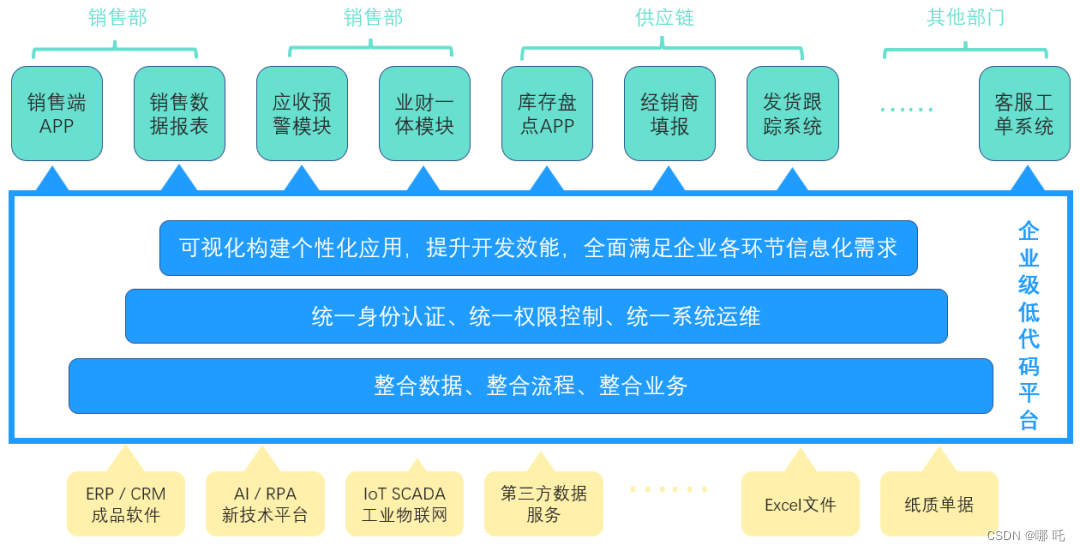 销售部
销售部
供应链
其他部门
销售端
APP
销售数
据报表
应收预
警模块
业财一
体模块
库存盘
点APP
经销商
填报
发货跟
踪系统
······
客服工
单系统
可视化构建个性化应用，提升开发效能，全面满足企业各环节信息化需求
统一身份认证、统一权限控制、统一系统运维
整合数据、整合流程、整合业务
企业级低代码平台
ERP / CRM
成品软件
AI / RPA
新技术平台
IoT SCADA
工业物联网
第三方数据
服务
······
Excel文件
纸质单据
CSDN @哪 吒